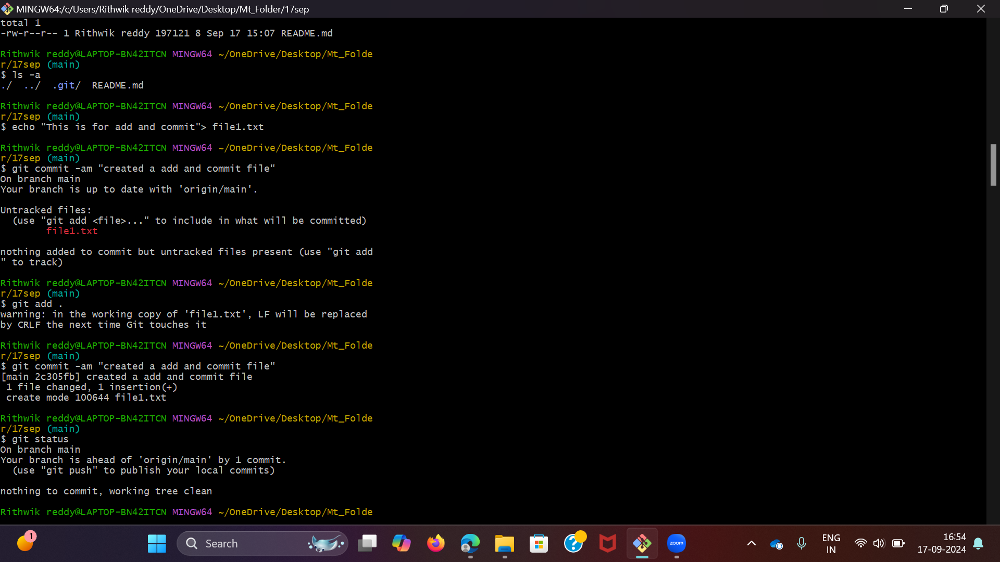 MINGW64:/c/Users/Rithwik reddy/OneDrive/Desktop/Mt_Folder/17sep
total 1
-rw-r--r-- 1 Rithwik reddy 197121 8 Sep 17 15:07 README.md
Rithwik reddy@LAPTOP-BN42ITCN MINGW64 ~/OneDrive/Desktop/Mt_Folde
r/17sep (main)
$ ls -a
./  ../  .git/  README.md
Rithwik reddy@LAPTOP-BN42ITCN MINGW64 ~/OneDrive/Desktop/Mt_Folde
r/17sep (main)
$ echo "This is for add and commit"> file1.txt
Rithwik reddy@LAPTOP-BN42ITCN MINGW64 ~/OneDrive/Desktop/Mt_Folde
r/17sep (main)
$ git commit -am "created a add and commit file"
On branch main
Your branch is up to date with 'origin/main'.
Untracked files:
  (use "git add <file>..." to include in what will be committed)
        file1.txt
nothing added to commit but untracked files present (use "git add
" to track)
Rithwik reddy@LAPTOP-BN42ITCN MINGW64 ~/OneDrive/Desktop/Mt_Folde
r/17sep (main)
$ git add .
warning: in the working copy of 'file1.txt', LF will be replaced
by CRLF the next time Git touches it
Rithwik reddy@LAPTOP-BN42ITCN MINGW64 ~/OneDrive/Desktop/Mt_Folde
r/17sep (main)
$ git commit -am "created a add and commit file"
[main 2c305fb] created a add and commit file
 1 file changed, 1 insertion(+)
 create mode 100644 file1.txt
Rithwik reddy@LAPTOP-BN42ITCN MINGW64 ~/OneDrive/Desktop/Mt_Folde
r/17sep (main)
$ git status
On branch main
Your branch is ahead of 'origin/main' by 1 commit.
  (use "git push" to publish your local commits)
nothing to commit, working tree clean
Rithwik reddy@LAPTOP-BN42ITCN MINGW64 ~/OneDrive/Desktop/Mt_Folde
1
Search
zoom
ENG
IN
16:54
17-09-2024